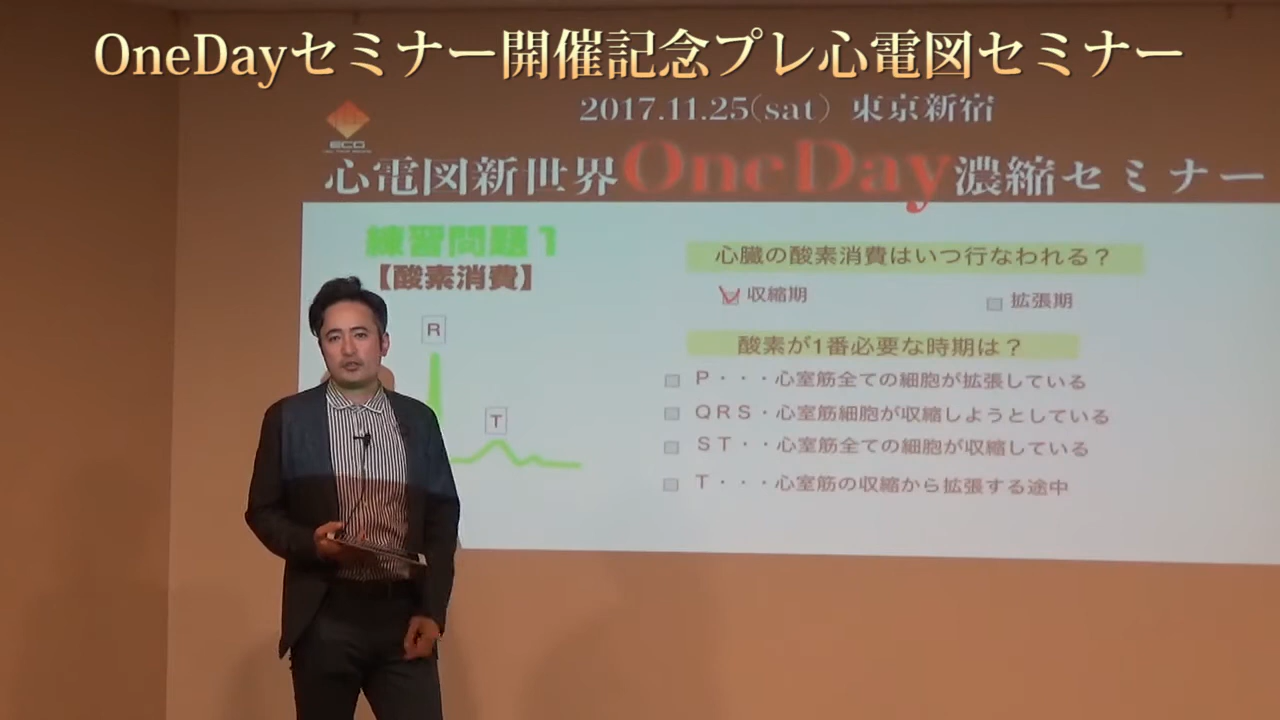 OneDayセミナー開催記念プレ心電図セミナー
2017.11.25(sat) 東京新宿
ECG
心電図新世界OneDay濃縮セミナー
練習問題1
【酸素消費】
R
T
心臓の酸素消費はいつ行なわれる？
収縮期
拡張期
酸素が1番必要な時期は？
P・・・心室筋全ての細胞が拡張している
QRS・心室筋細胞が収縮しようとしている
ST・・心室筋全ての細胞が収縮している
T・・・心室筋の収縮から拡張する途中